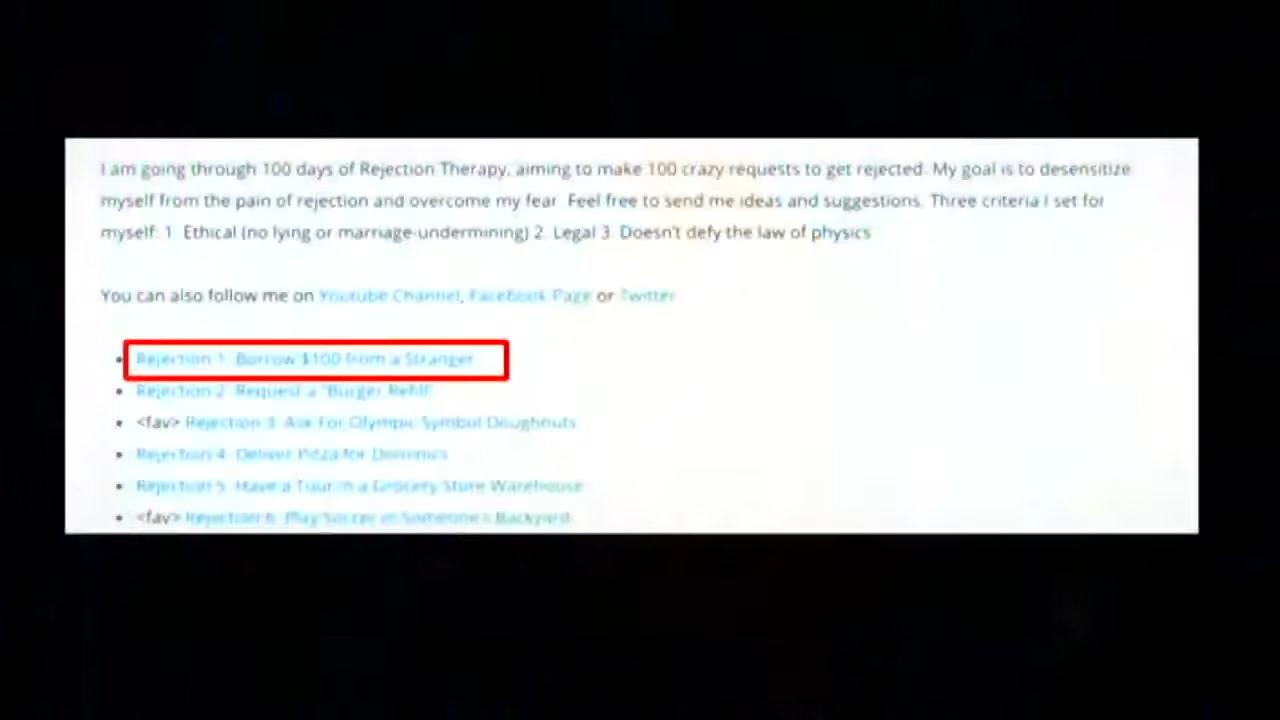 I am going through 100 days of Rejection Therapy, aiming to make 100 crazy requests to get rejected. My goal is to desensitize
myself from the pain of rejection and overcome my fear. Feel free to send me ideas and suggestions. Three criteria I set for
myself: 1. Ethical (no lying or marriage-undermining) 2. Legal 3. Doesn't defy the law of physics
You can also follow me on Youtube Channel, Facebook Page or Twitter
• Rejection 1: Borrow $100 from a Stranger
• Rejection 2: Request a "Burger Refill"
• <fav> Rejection 3: Ask For Olympic Symbol Doughnuts
• Rejection 4: Deliver Pizza for Dominics
• Rejection 5: Have a Tour in a Grocery Store Warehouse
• <fav> Rejection 6: Play Soccer in Someone's Backyard